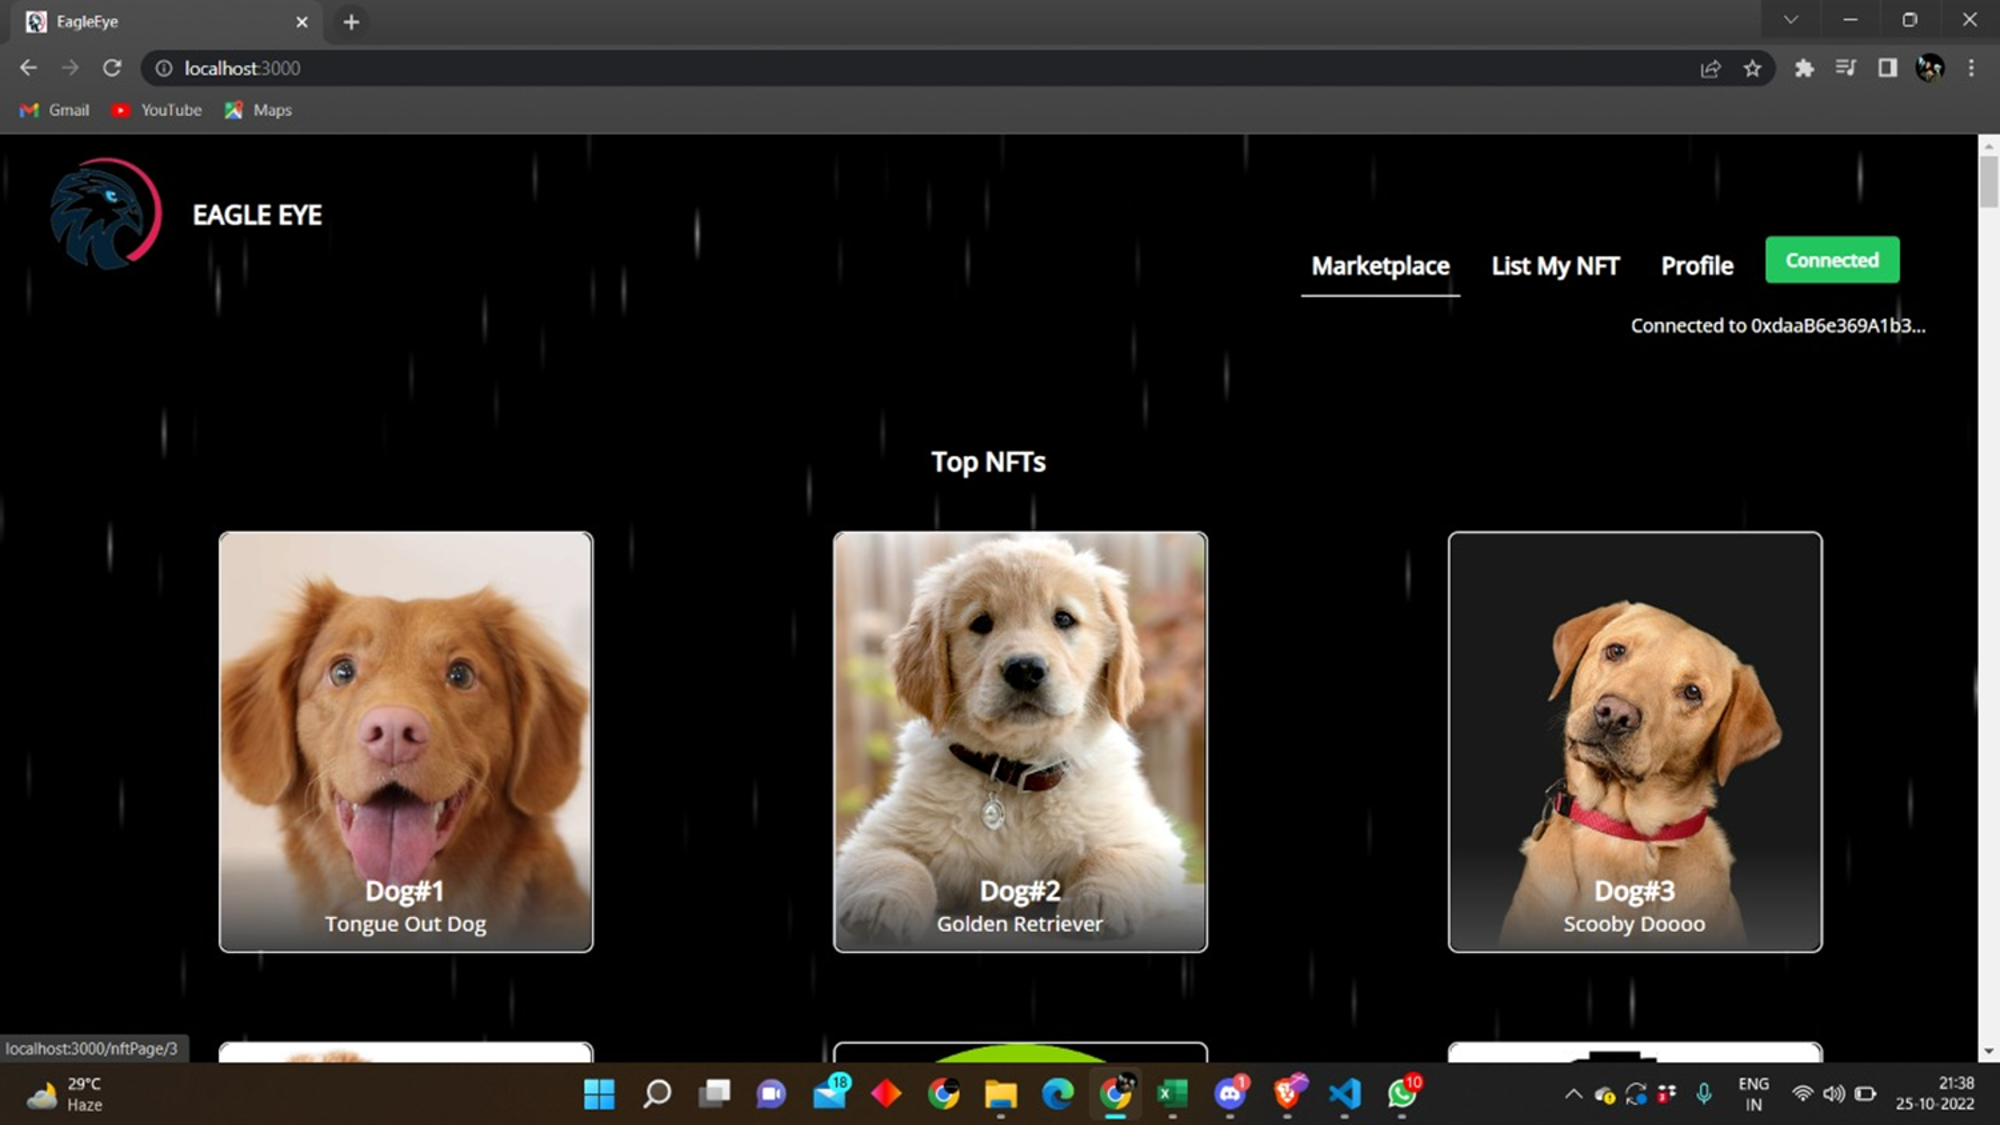 EagleEye
localhost:3000
Gmail YouTube Maps
EAGLE EYE
Marketplace List My NFT Profile Connected
Connected to 0xdaaB6e369A1b3...
Top NFTs
Dog#1
Tongue Out Dog
Dog#2
Golden Retriever
Dog#3
Scooby Doooo
localhost:3000/nftPage/3
29°C
Haze
18
1
10
ENG
IN
21:38
25-10-2022